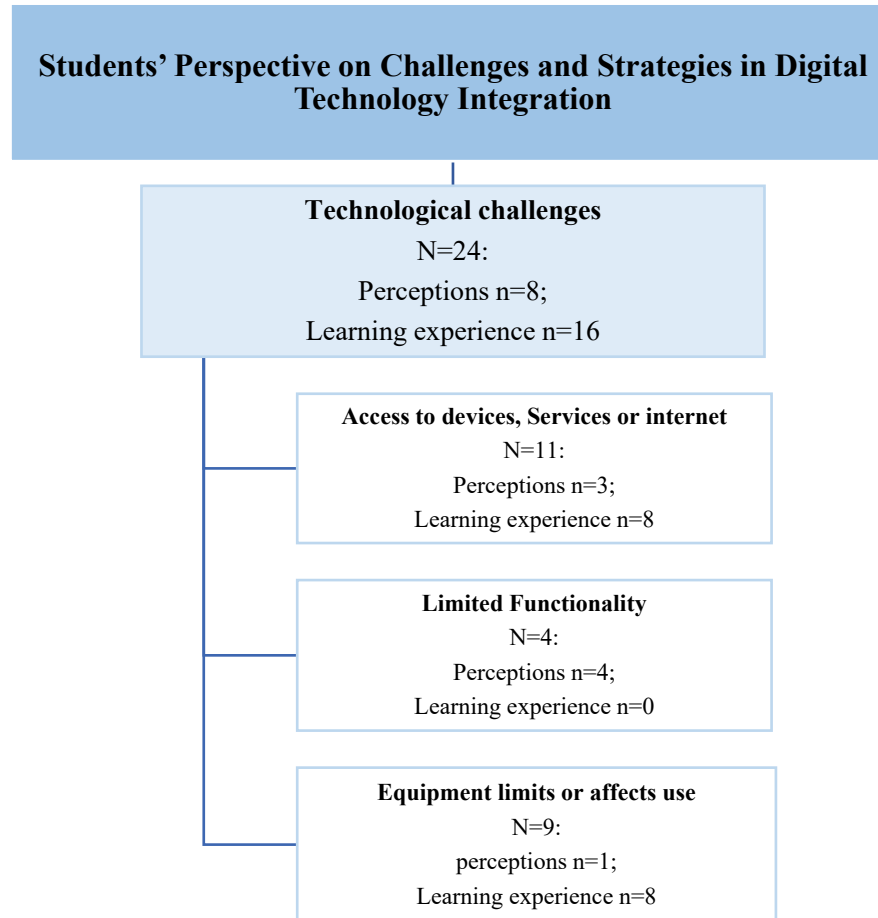 Students’ Perspective on Challenges and Strategies in Digital
Technology Integration
Technological challenges
N=24:
Perceptions n=8;
Learning experience n=16
Access to devices, Services or internet
N=11:
Perceptions n=3;
Learning experience n=8
Limited Functionality
N=4:
Perceptions n=4;
Learning experience n=0
Equipment limits or affects use
N=9:
perceptions n=1;
Learning experience n=8